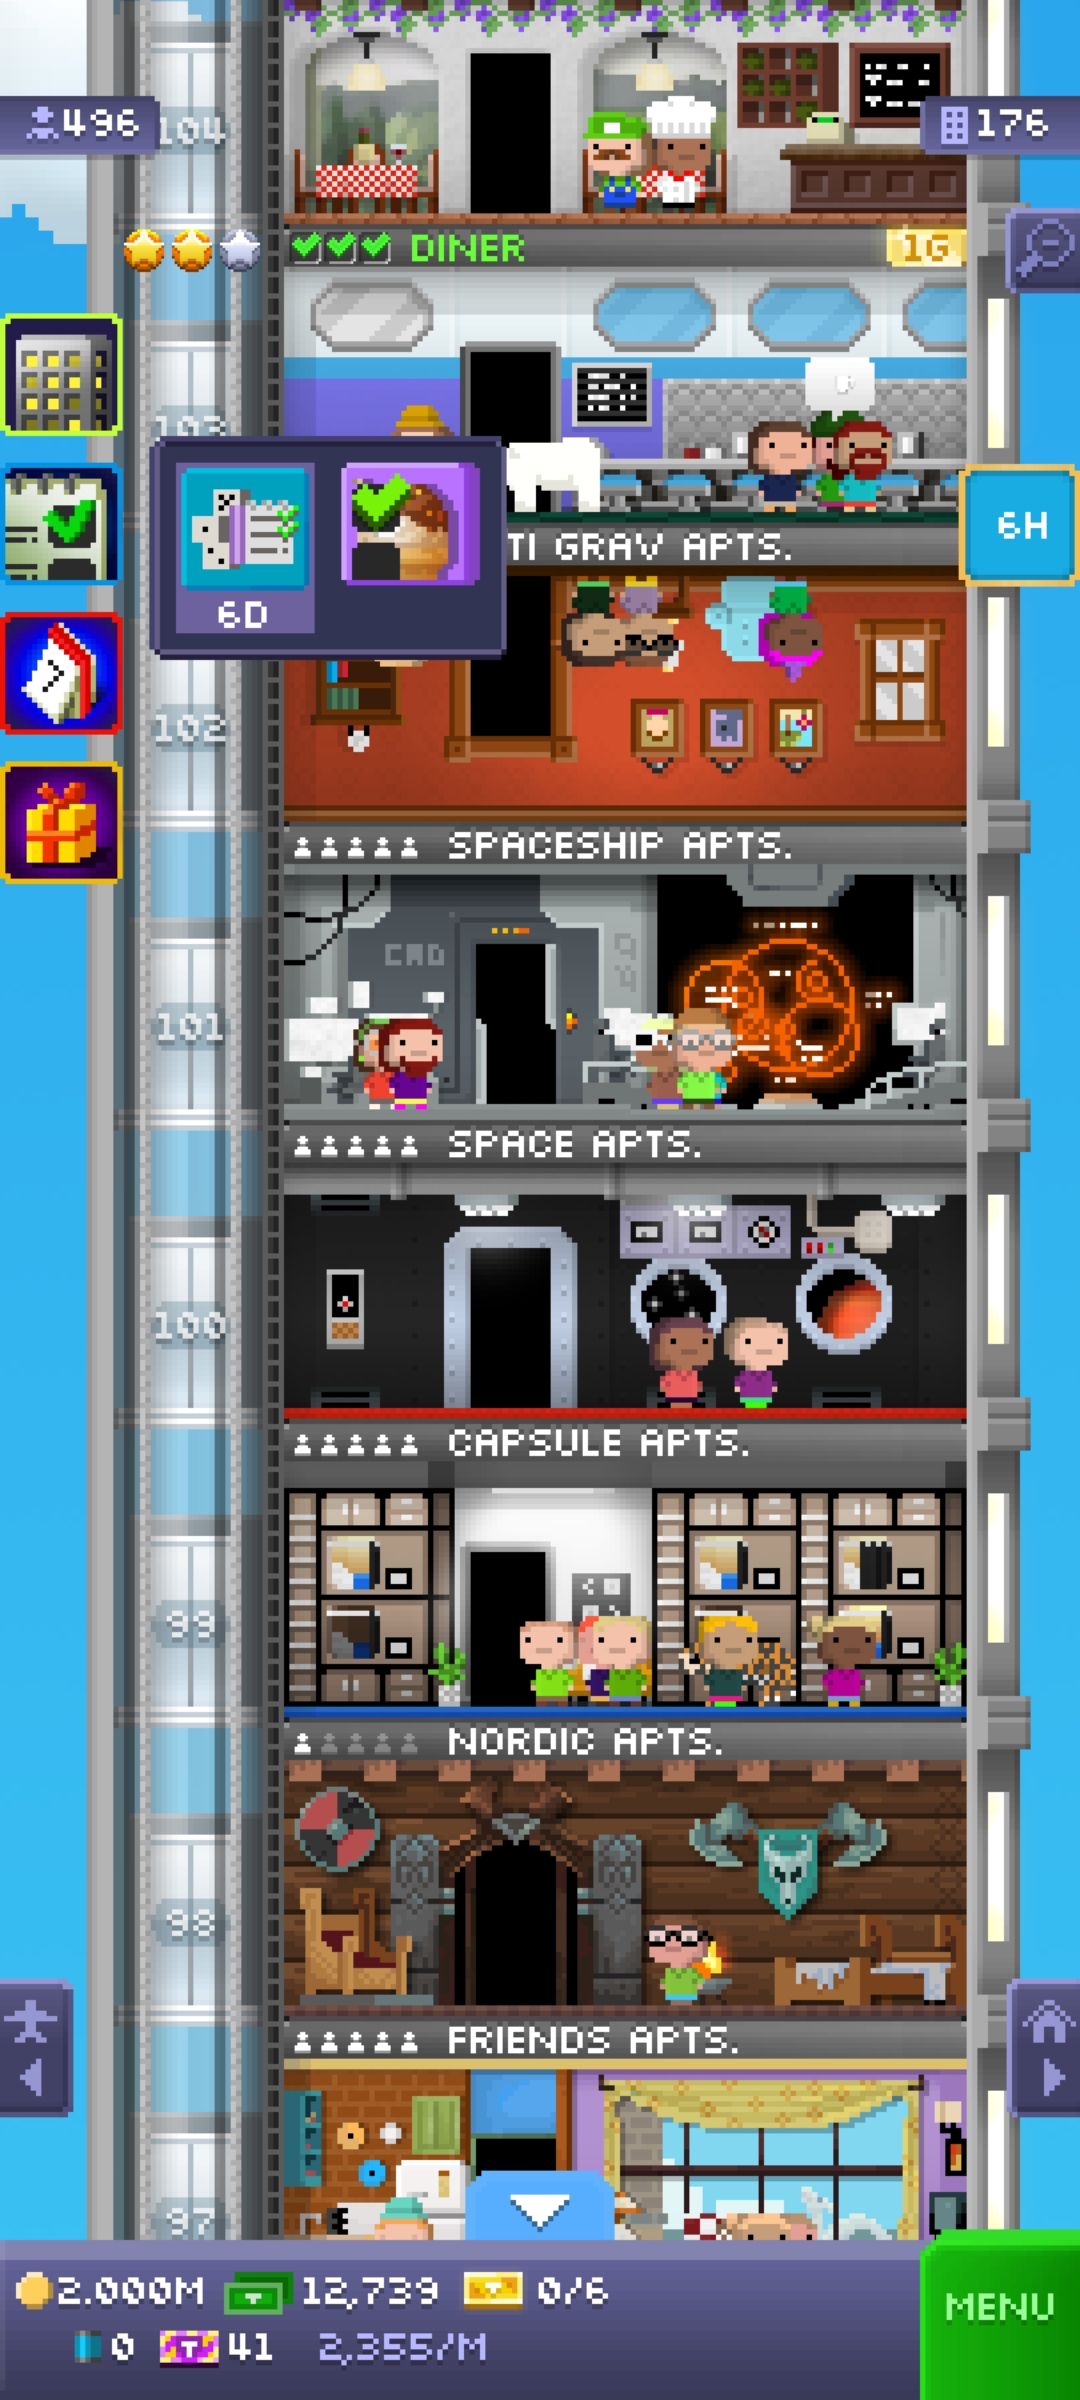 496
104
176
DINER
1G
103
6H
TI GRAV APTS.
6D
102
SPACESHIP APTS.
CMD
94
101
SPACE APTS.
100
CAPSULE APTS.
99
NORDIC APTS.
98
FRIENDS APTS.
97
2.000M 12,739 0/6
MENU
0 41 2,355/M